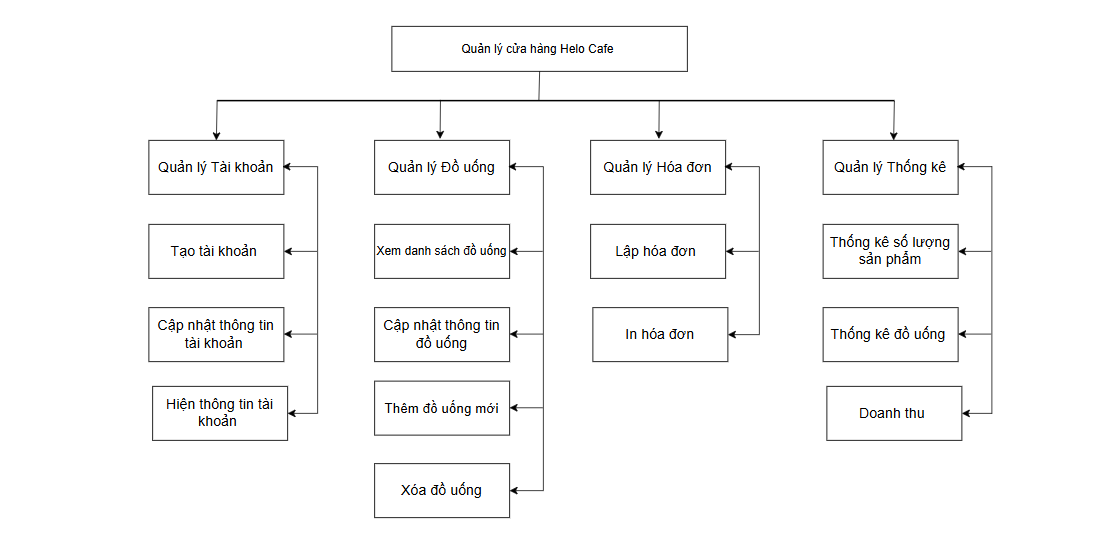 Quản lý cửa hàng Helo Cafe
Quản lý Tài khoản
Quản lý Đồ uống
Quản lý Hóa đơn
Quản lý Thống kê
Tạo tài khoản
Xem danh sách đồ uống
Lập hóa đơn
Thống kê số lượng
sản phẩm
Cập nhật thông tin
tài khoản
Cập nhật thông tin
đồ uống
In hóa đơn
Thống kê đồ uống
Hiện thông tin tài
khoản
Thêm đồ uống mới
Doanh thu
Xóa đồ uống